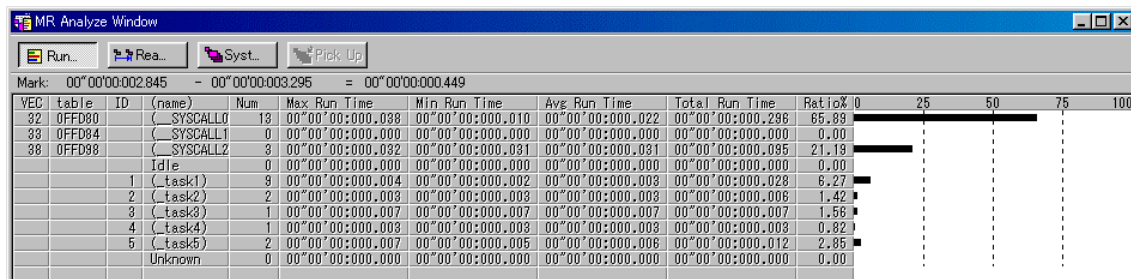 MR Analyze Window
Run... Rea... Syst... Pick Up
Mark: 00"00'00:002.845 - 00"00'00:003.295 = 00"00'00:000.449
VEC table ID (name) Num Max Run Time Min Run Time Avg Run Time Total Run Time Ratio% 0 25 50 75 100
32 0FFD80 (__SYSCALL0 13 00"00'00:000.038 00"00'00:000.010 00"00'00:000.022 00"00'00:000.296 65.89
33 0FFD84 (__SYSCALL1 0 00"00'00:000.000 00"00'00:000.000 00"00'00:000.000 00"00'00:000.000 0.00
38 0FFD98 (__SYSCALL2 3 00"00'00:000.032 00"00'00:000.031 00"00'00:000.031 00"00'00:000.095 21.19
Idle 0 00"00'00:000.000 00"00'00:000.000 00"00'00:000.000 00"00'00:000.000 0.00
1 (_task1) 9 00"00'00:000.004 00"00'00:000.002 00"00'00:000.003 00"00'00:000.028 6.27
2 (_task2) 2 00"00'00:000.003 00"00'00:000.003 00"00'00:000.003 00"00'00:000.006 1.42
3 (_task3) 1 00"00'00:000.007 00"00'00:000.007 00"00'00:000.007 00"00'00:000.007 1.56
4 (_task4) 1 00"00'00:000.003 00"00'00:000.003 00"00'00:000.003 00"00'00:000.003 0.82
5 (_task5) 2 00"00'00:000.007 00"00'00:000.005 00"00'00:000.006 00"00'00:000.012 2.85
Unknown 0 00"00'00:000.000 00"00'00:000.000 00"00'00:000.000 00"00'00:000.000 0.00